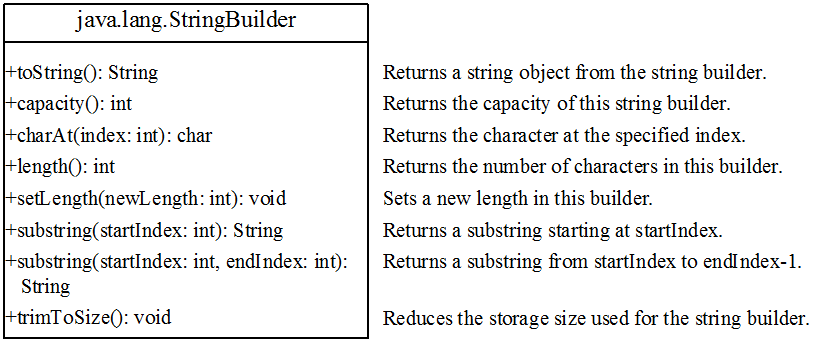 java.lang.StringBuilder
+toString(): String Returns a string object from the string builder.
+capacity(): int Returns the capacity of this string builder.
+charAt(index: int): char Returns the character at the specified index.
+length(): int Returns the number of characters in this builder.
+setLength(newLength: int): void Sets a new length in this builder.
+substring(startIndex: int): String Returns a substring starting at startIndex.
+substring(startIndex: int, endIndex: int): Returns a substring from startIndex to endIndex-1.
String
+trimToSize(): void Reduces the storage size used for the string builder.